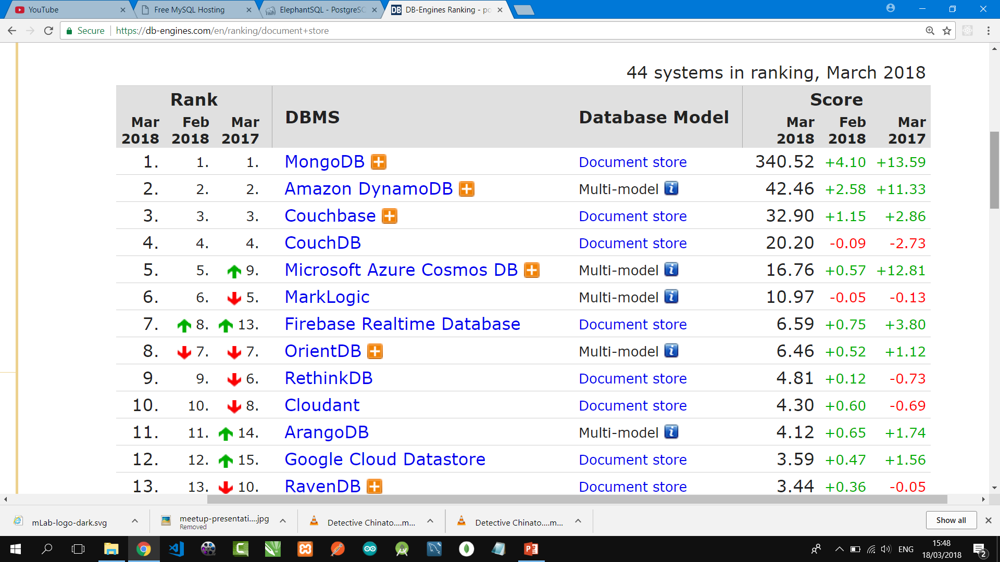 YouTube
Free MySQL Hosting
ElephantSQL - PostgreSQ
DB DB-Engines Ranking - po
Secure https://db-engines.com/en/ranking/document+store
44 systems in ranking, March 2018
Rank DBMS Database Model Score
Mar 2018 Feb 2018 Mar 2017 Mar 2018 Feb 2018 Mar 2017
1. 1. 1. MongoDB Document store 340.52 +4.10 +13.59
2. 2. 2. Amazon DynamoDB Multi-model i 42.46 +2.58 +11.33
3. 3. 3. Couchbase Document store 32.90 +1.15 +2.86
4. 4. 4. CouchDB Document store 20.20 -0.09 -2.73
5. 5. 9. Microsoft Azure Cosmos DB Multi-model i 16.76 +0.57 +12.81
6. 6. 5. MarkLogic Multi-model i 10.97 -0.05 -0.13
7. 8. 13. Firebase Realtime Database Document store 6.59 +0.75 +3.80
8. 7. 7. OrientDB Multi-model i 6.46 +0.52 +1.12
9. 9. 6. RethinkDB Document store 4.81 +0.12 -0.73
10. 10. 8. Cloudant Document store 4.30 +0.60 -0.69
11. 11. 14. ArangoDB Multi-model i 4.12 +0.65 +1.74
12. 12. 15. Google Cloud Datastore Document store 3.59 +0.47 +1.56
13. 13. 10. RavenDB Document store 3.44 +0.36 -0.05
mLab-logo-dark.svg
meetup-presentati....jpg
Removed
Detective Chinato....m...
Detective Chinato....m...
Show all
ENG
15:48
18/03/2018
2